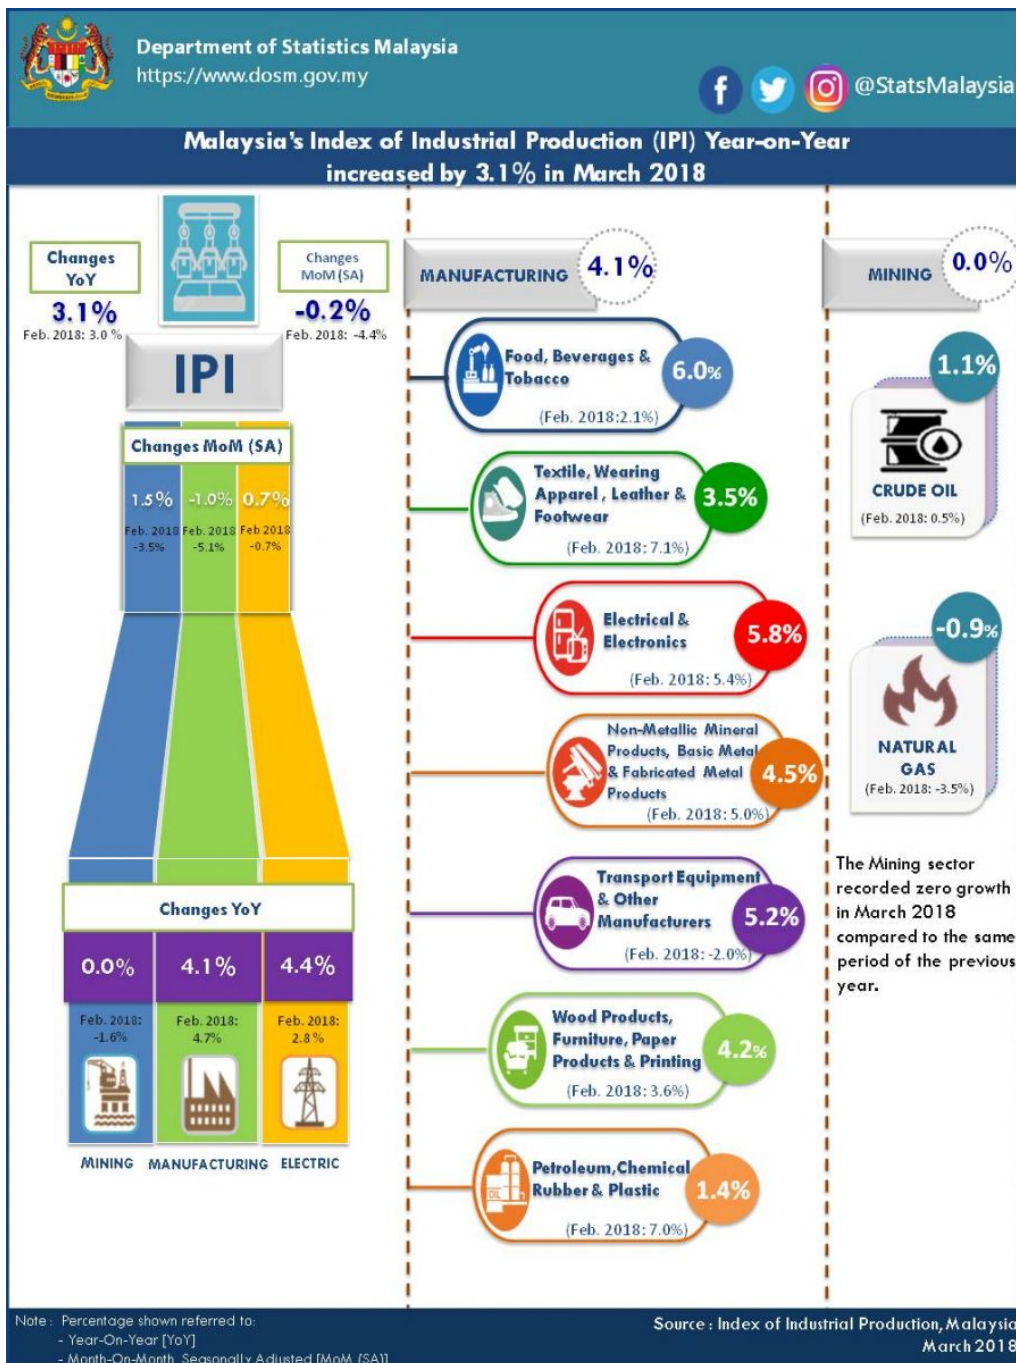 Department of Statistics Malaysia
https://www.dosm.gov.my
@StatsMalaysia
Malaysia's Index of Industrial Production (IPI) Year-on-Year
increased by 3.1% in March 2018
Changes
YoY
3.1%
Feb. 2018: 3.0 %
Changes
MoM (SA)
-0.2%
Feb. 2018: -4.4%
IPI
Changes MoM (SA)
1.5% -1.0% 0.7%
Feb. 2018 Feb. 2018 Feb 2018
-3.5% -5.1% -0.7%
Changes YoY
0.0% 4.1% 4.4%
Feb. 2018: Feb. 2018: Feb. 2018:
-1.6% 4.7% 2.8%
MINING MANUFACTURING ELECTRIC
MANUFACTURING 4.1%
Food, Beverages &
Tobacco
6.0%
(Feb. 2018:2.1%)
Textile, Wearing
Apparel , Leather &
Footwear
3.5%
(Feb. 2018: 7.1%)
Electrical &
Electronics
5.8%
(Feb. 2018: 5.4%)
Non-Metallic Mineral
Products, Basic Metal
& Fabricated Metal
Products
4.5%
(Feb. 2018: 5.0%)
Transport Equipment
& Other
Manufacturers
5.2%
(Feb. 2018: -2.0%)
Wood Products,
Furniture, Paper
Products & Printing
4.2%
(Feb. 2018: 3.6%)
OIL
Petroleum,Chemical
Rubber & Plastic
1.4%
(Feb. 2018: 7.0%)
MINING 0.0%
1.1%
CRUDE OIL
(Feb. 2018: 0.5%)
-0.9%
NATURAL
GAS
(Feb. 2018: -3.5%)
The Mining sector
recorded zero growth
in March 2018
compared to the same
period of the previous
year.
Note : Percentage shown referred to:
- Year-On-Year [YoY]
- Month-On-Month, Seasonally Adjusted [MoM (SA)]
Source : Index of Industrial Production, Malaysia
March 2018